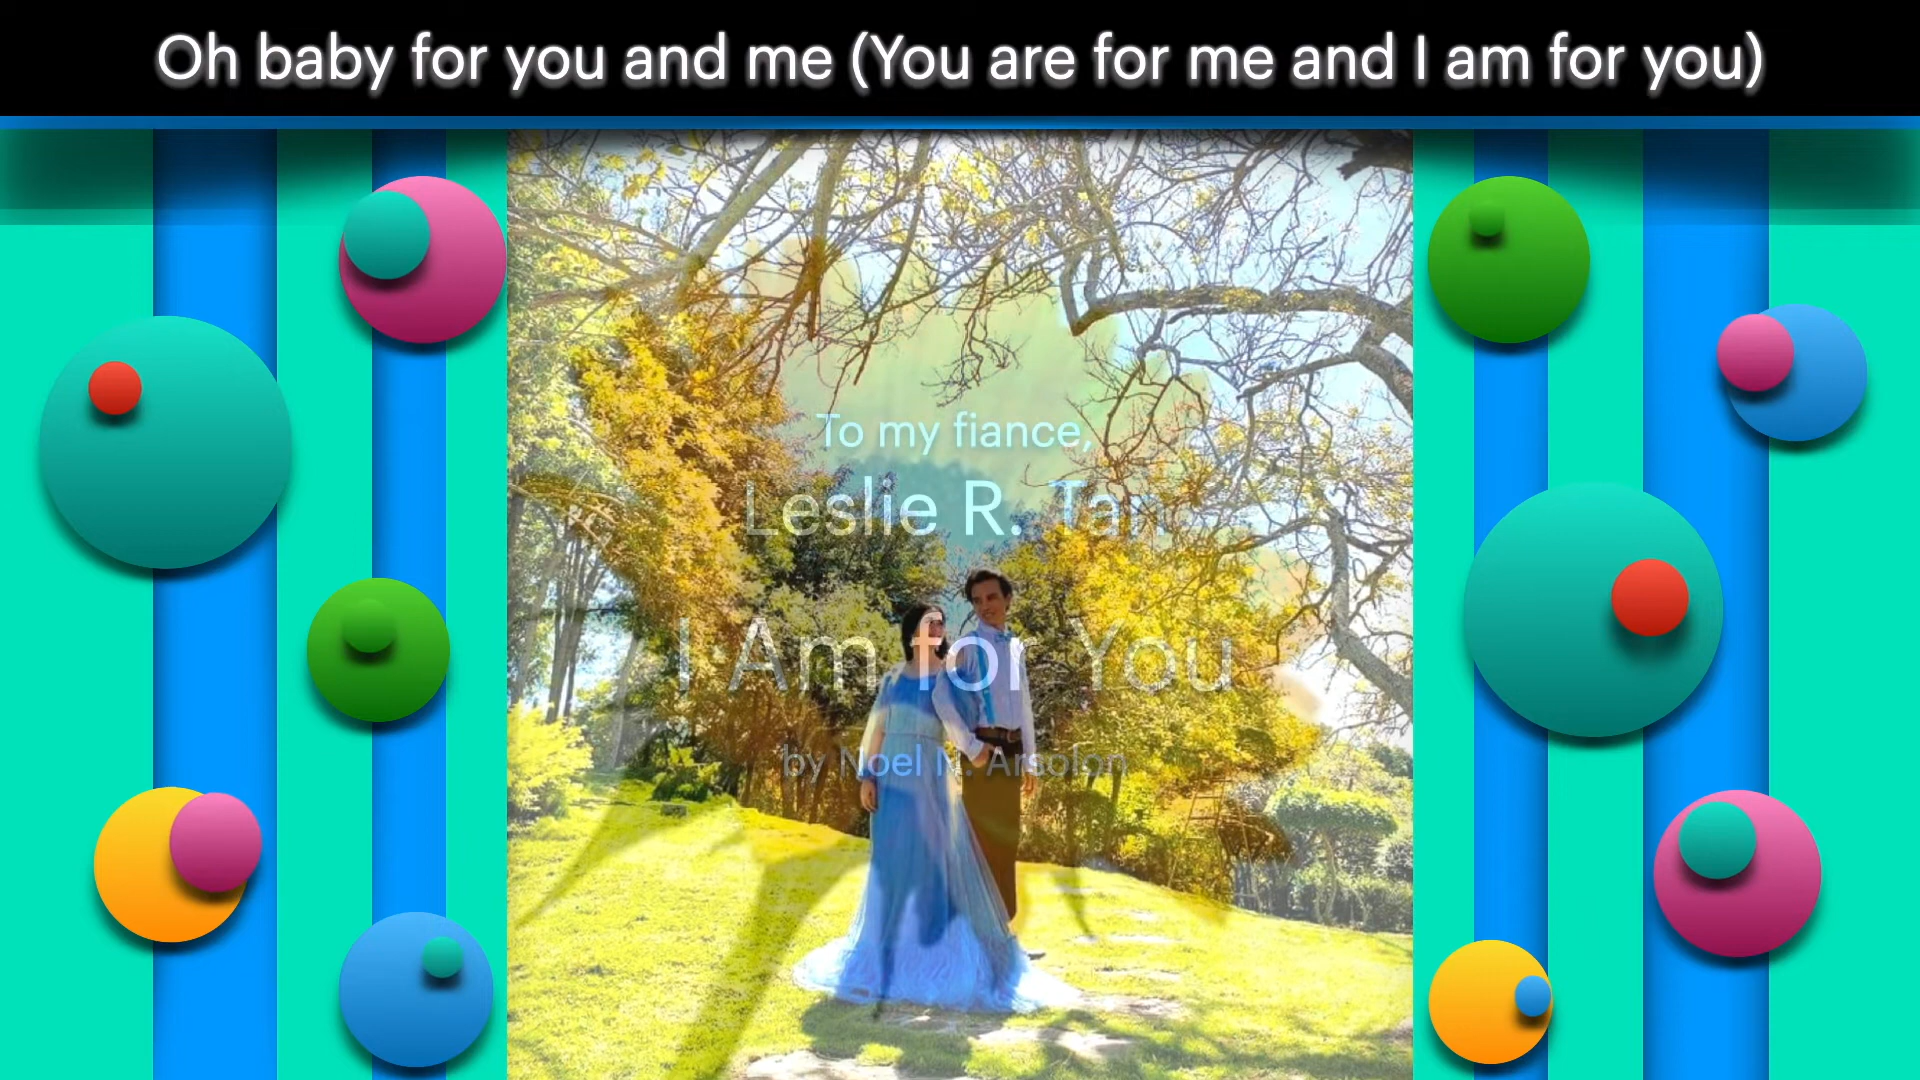 Oh baby for you and me (You are for me and I am for you)
To my fiance,
Leslie R. Tan
I Am for You
by Noel N. Arsolon